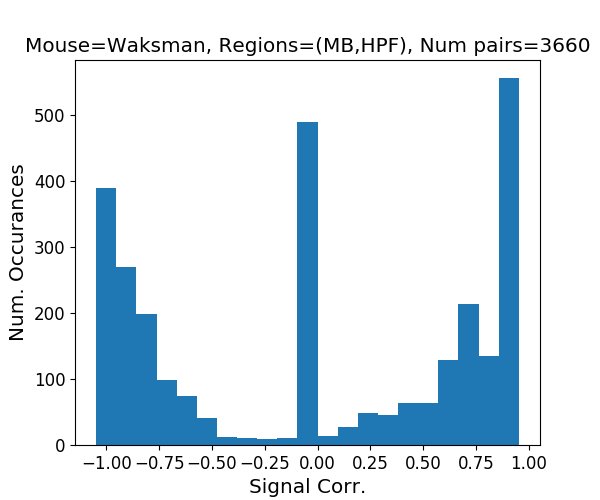 Mouse=Waksman, Regions=(MB,HPF), Num pairs=3660
Num. Occurances
500
400
300
200
100
0
−1.00 −0.75 −0.50 −0.25 0.00 0.25 0.50 0.75 1.00
Signal Corr.